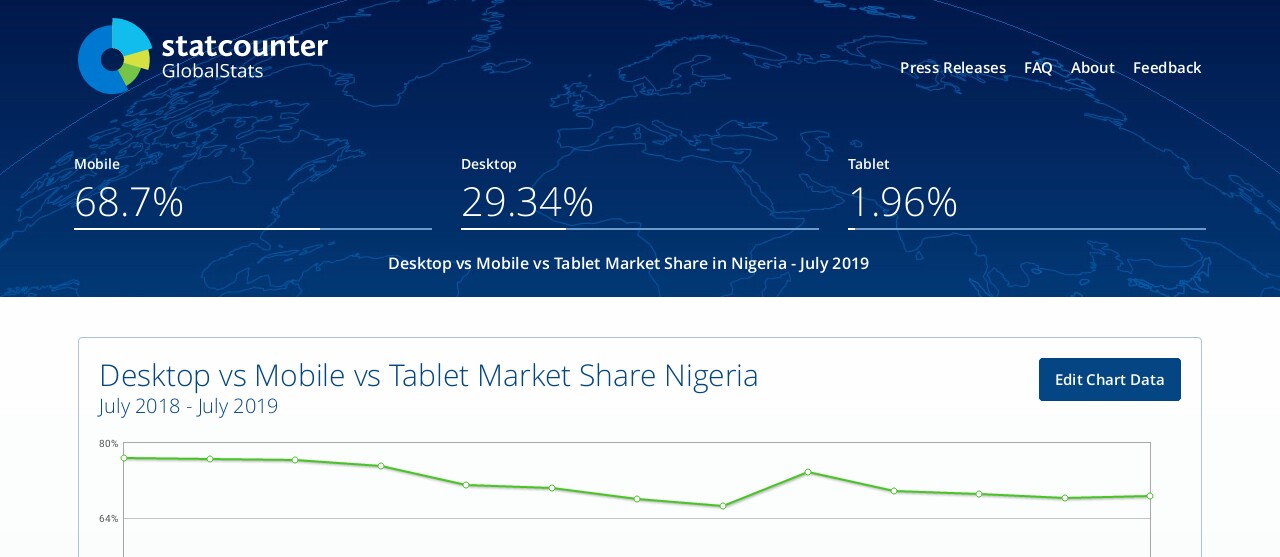 statcounter
GlobalStats
Press Releases FAQ About Feedback
Mobile
68.7%
Desktop
29.34%
Tablet
1.96%
Desktop vs Mobile vs Tablet Market Share in Nigeria - July 2019
Desktop vs Mobile vs Tablet Market Share Nigeria
July 2018 - July 2019
Edit Chart Data
80%
64%